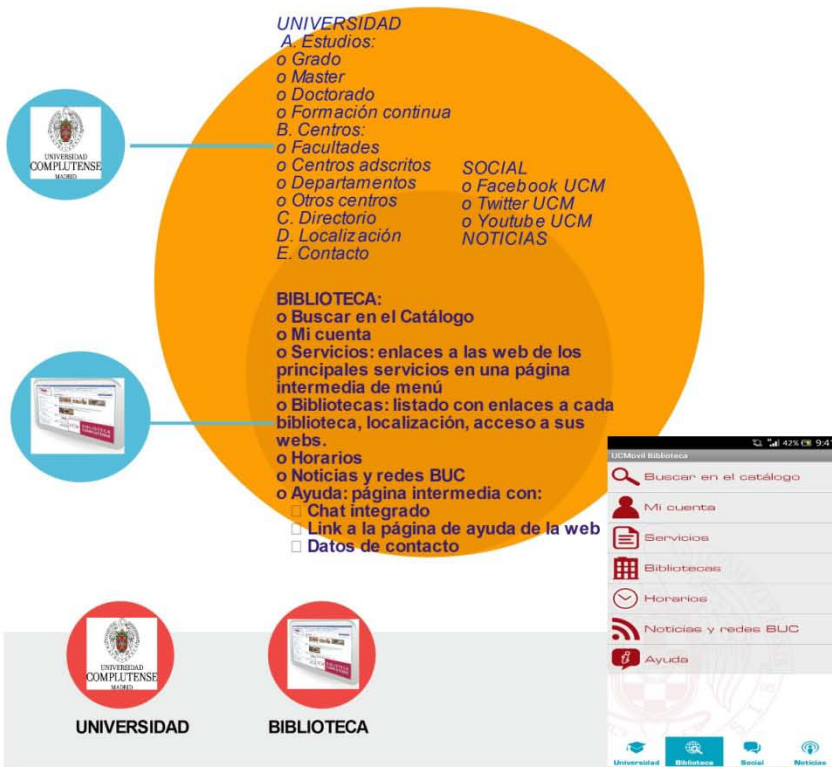 UNIVERSIDAD
A. Estudios:
o Grado
o Master
o Doctorado
o Formación continua
B. Centros:
o Facultades
o Centros adscritos
o Departamentos
o Otros centros
C. Directorio
D. Localización
E. Contacto
SOCIAL
o Facebook UCM
o Twitter UCM
o Youtube UCM
NOTICIAS
UNIVERSIDAD
COMPLUTENSE
MADRID
BIBLIOTECA:
o Buscar en el Catálogo
o Mi cuenta
o Servicios: enlaces a las web de los
principales servicios en una página
intermedia de menú
o Bibliotecas: listado con enlaces a cada
biblioteca, localización, acceso a sus
webs.
o Horarios
o Noticias y redes BUC
o Ayuda: página intermedia con:
□ Chat integrado
□ Link a la página de ayuda de la web
□ Datos de contacto
42% 9:47
UCMovil Biblioteca
Buscar en el catálogo
Mi cuenta
Servicios
Bibliotecas
Horarios
Noticias y redes BUC
Ayuda
Universidad Biblioteca Social Noticias
UNIVERSIDAD
COMPLUTENSE
MADRID
UNIVERSIDAD
BIBLIOTECA